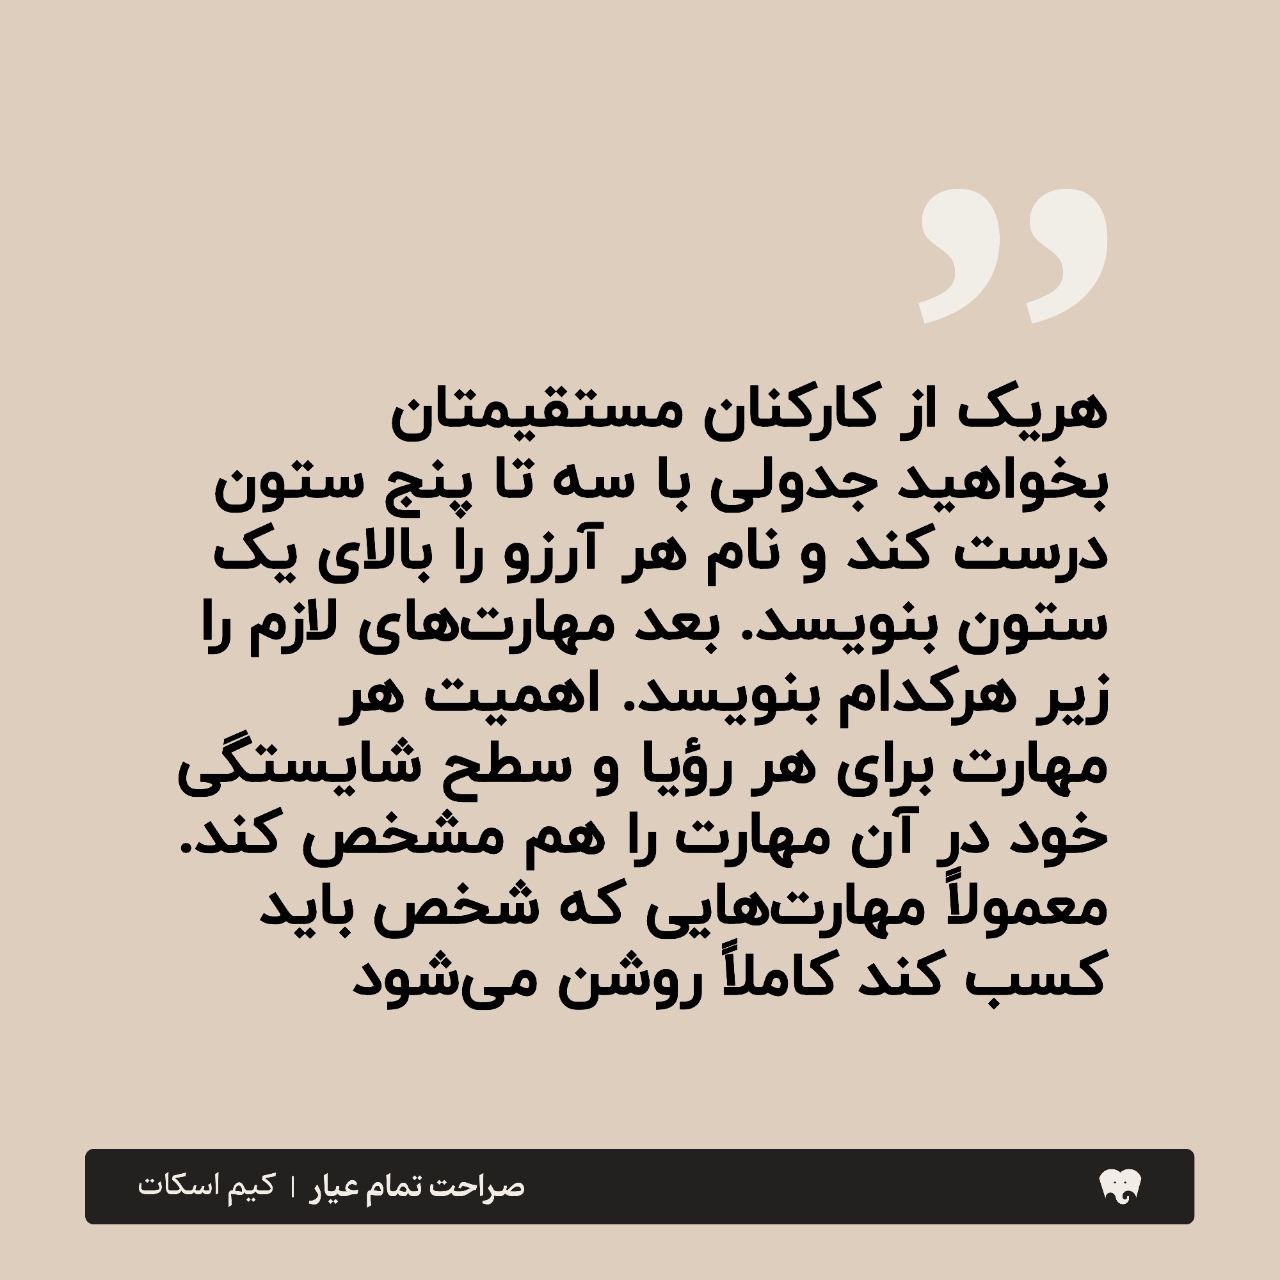 ”
هریک از کارکنان مستقیمتان
بخواهید جدولی با سه تا پنج ستون
درست کند و نام هر آرزو را بالای یک
ستون بنویسد. بعد مهارت‌های لازم را
زیر هرکدام بنویسد. اهمیت هر
مهارت برای هر رؤیا و سطح شایستگی
خود در آن مهارت را هم مشخص کند.
معمولاً مهارت‌هایی که شخص باید
کسب کند کاملاً روشن می‌شود
صراحت تمام عیار | کیم اسکات